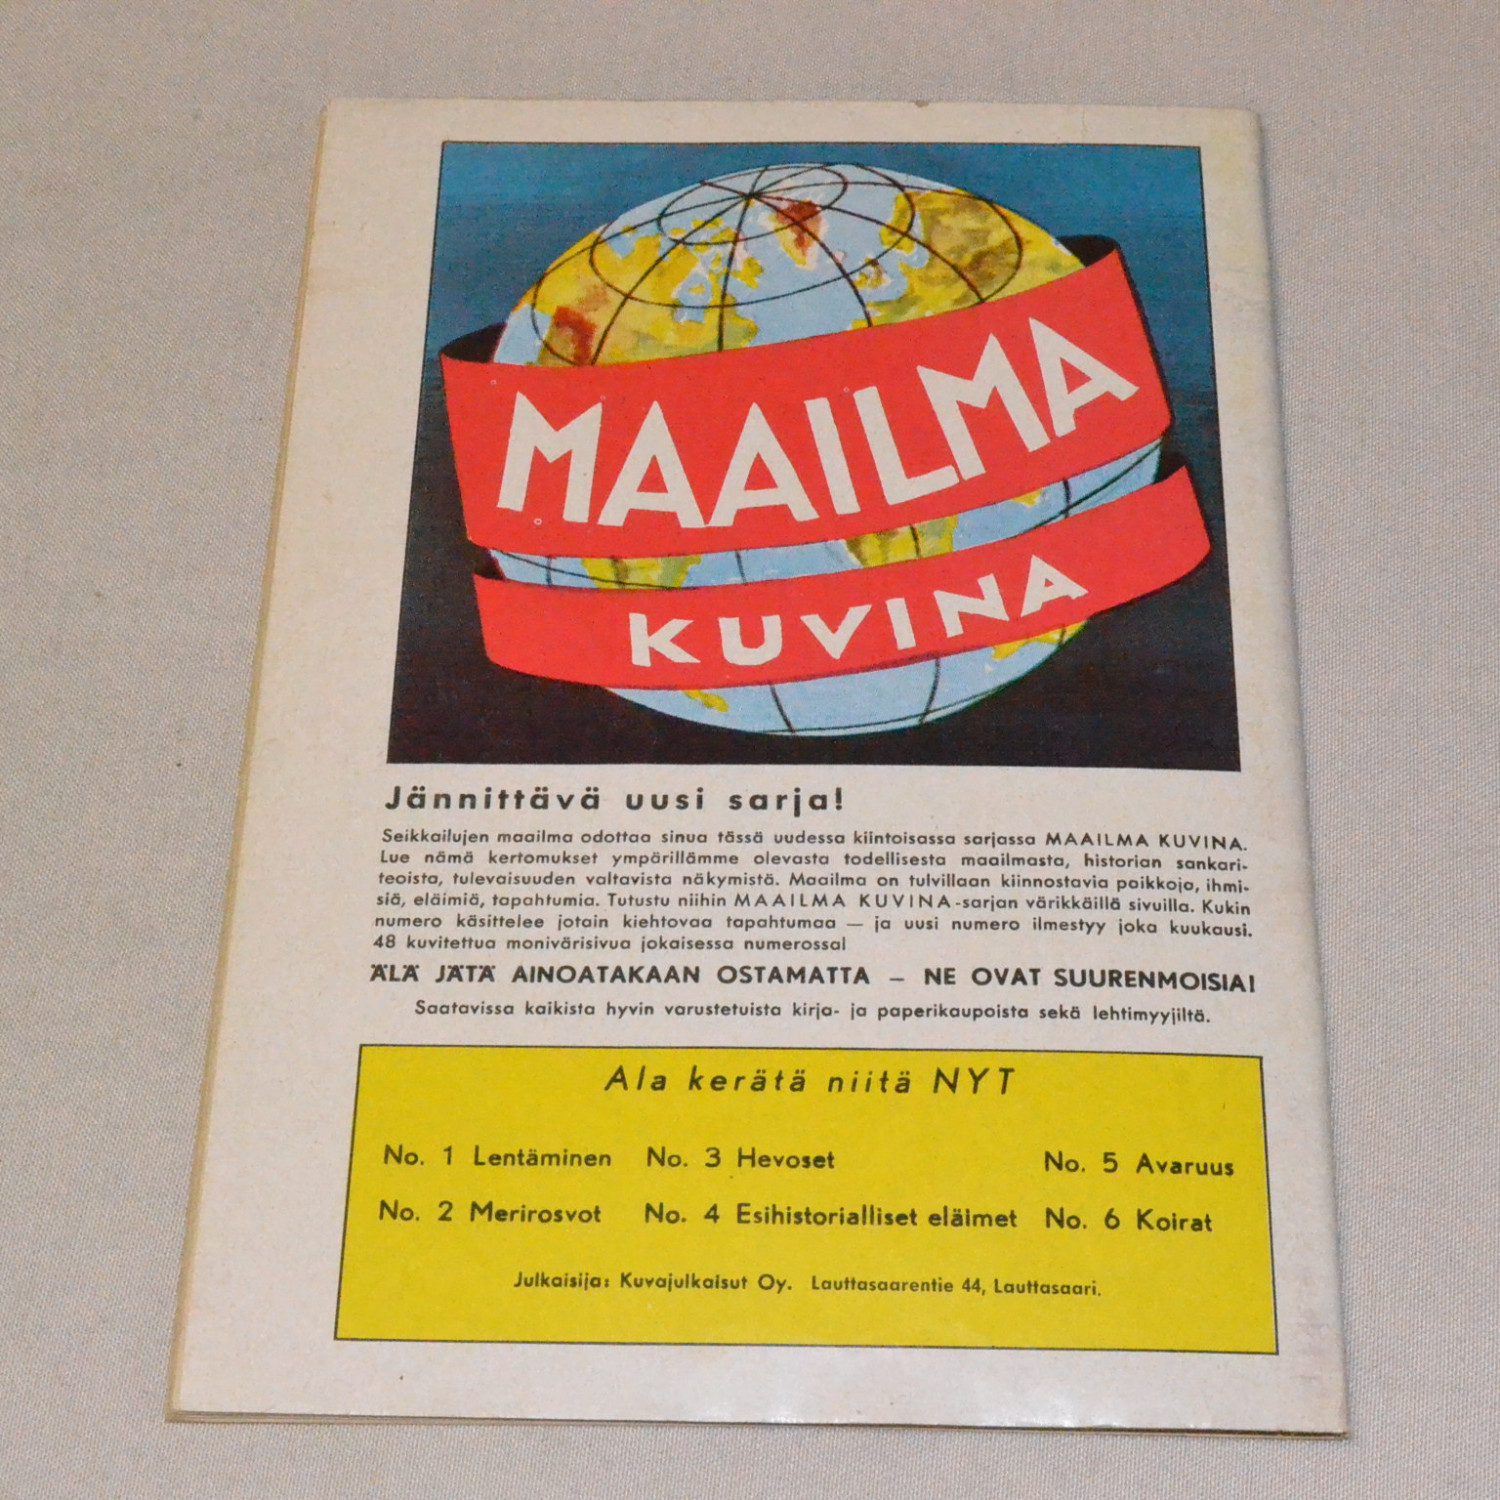 MAAILMA
KUVINA
Jännittävä uusi sarja!
Seikkailujen maailma odottaa sinua tässä uudessa kiintoisassa sarjassa MAAILMA KUVINA.
Lue nämä kertomukset ympärillämme olevasta todellisesta maailmasta, historian sankari-
teoista, tulevaisuuden valtavista näkymistä. Maailma on tulvillaan kiinnostavia paikkoja, ihmi-
siä, eläimiä, tapahtumia. Tutustu niihin MAAILMA KUVINA-sarjan värikkäillä sivuilla. Kukin
numero käsittelee jotain kiehtovaa tapahtumaa — ja uusi numero ilmestyy joka kuukausi.
48 kuvitettua monivärisivua jokaisessa numerossa!
ÄLÄ JÄTÄ AINOATAKAAN OSTAMATTA — NE OVAT SUURENMOISIA!
Saatavissa kaikista hyvin varustetuista kirja- ja paperikaupoista sekä lehtimyyjiltä.
Ala kerätä niitä NYT
No. 1 Lentäminen No. 3 Hevoset No. 5 Avaruus
No. 2 Merirosvot No. 4 Esihistorialliset eläimet No. 6 Koirat
Julkaisija: Kuvajulkaisut Oy. Lauttasaarentie 44, Lauttasaari.